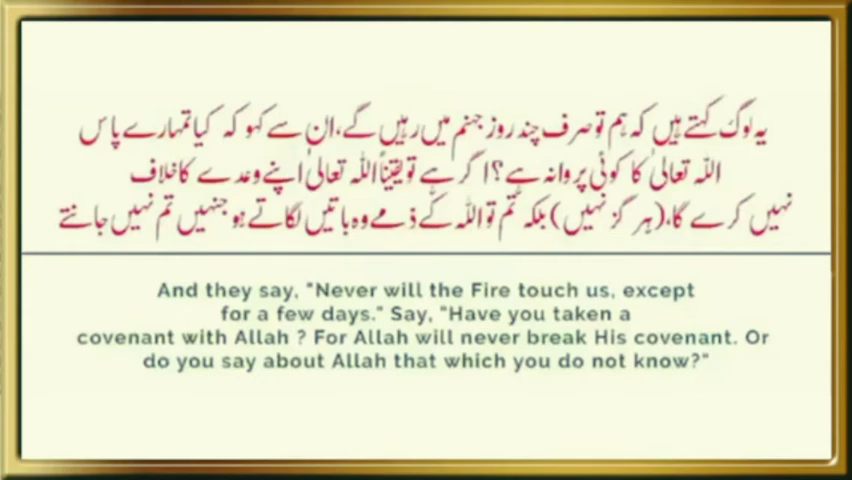 یہ لوگ کہتے ہیں کہ ہم تو صرف چند روز جہنم میں رہیں گے، ان سے کہو کہ کیا تمہارے پاس
اللہ تعالیٰ کا کوئی پروانہ ہے؟ اگر ہے تو یقیناً اللہ تعالیٰ اپنے وعدے کا خلاف
نہیں کرے گا، (ہر گز نہیں) بلکہ تم تو اللہ کے ذمے وہ باتیں لگاتے ہو جنہیں تم نہیں جانتے
And they say, "Never will the Fire touch us, except
for a few days." Say, "Have you taken a
covenant with Allah ? For Allah will never break His covenant. Or
do you say about Allah that which you do not know?"